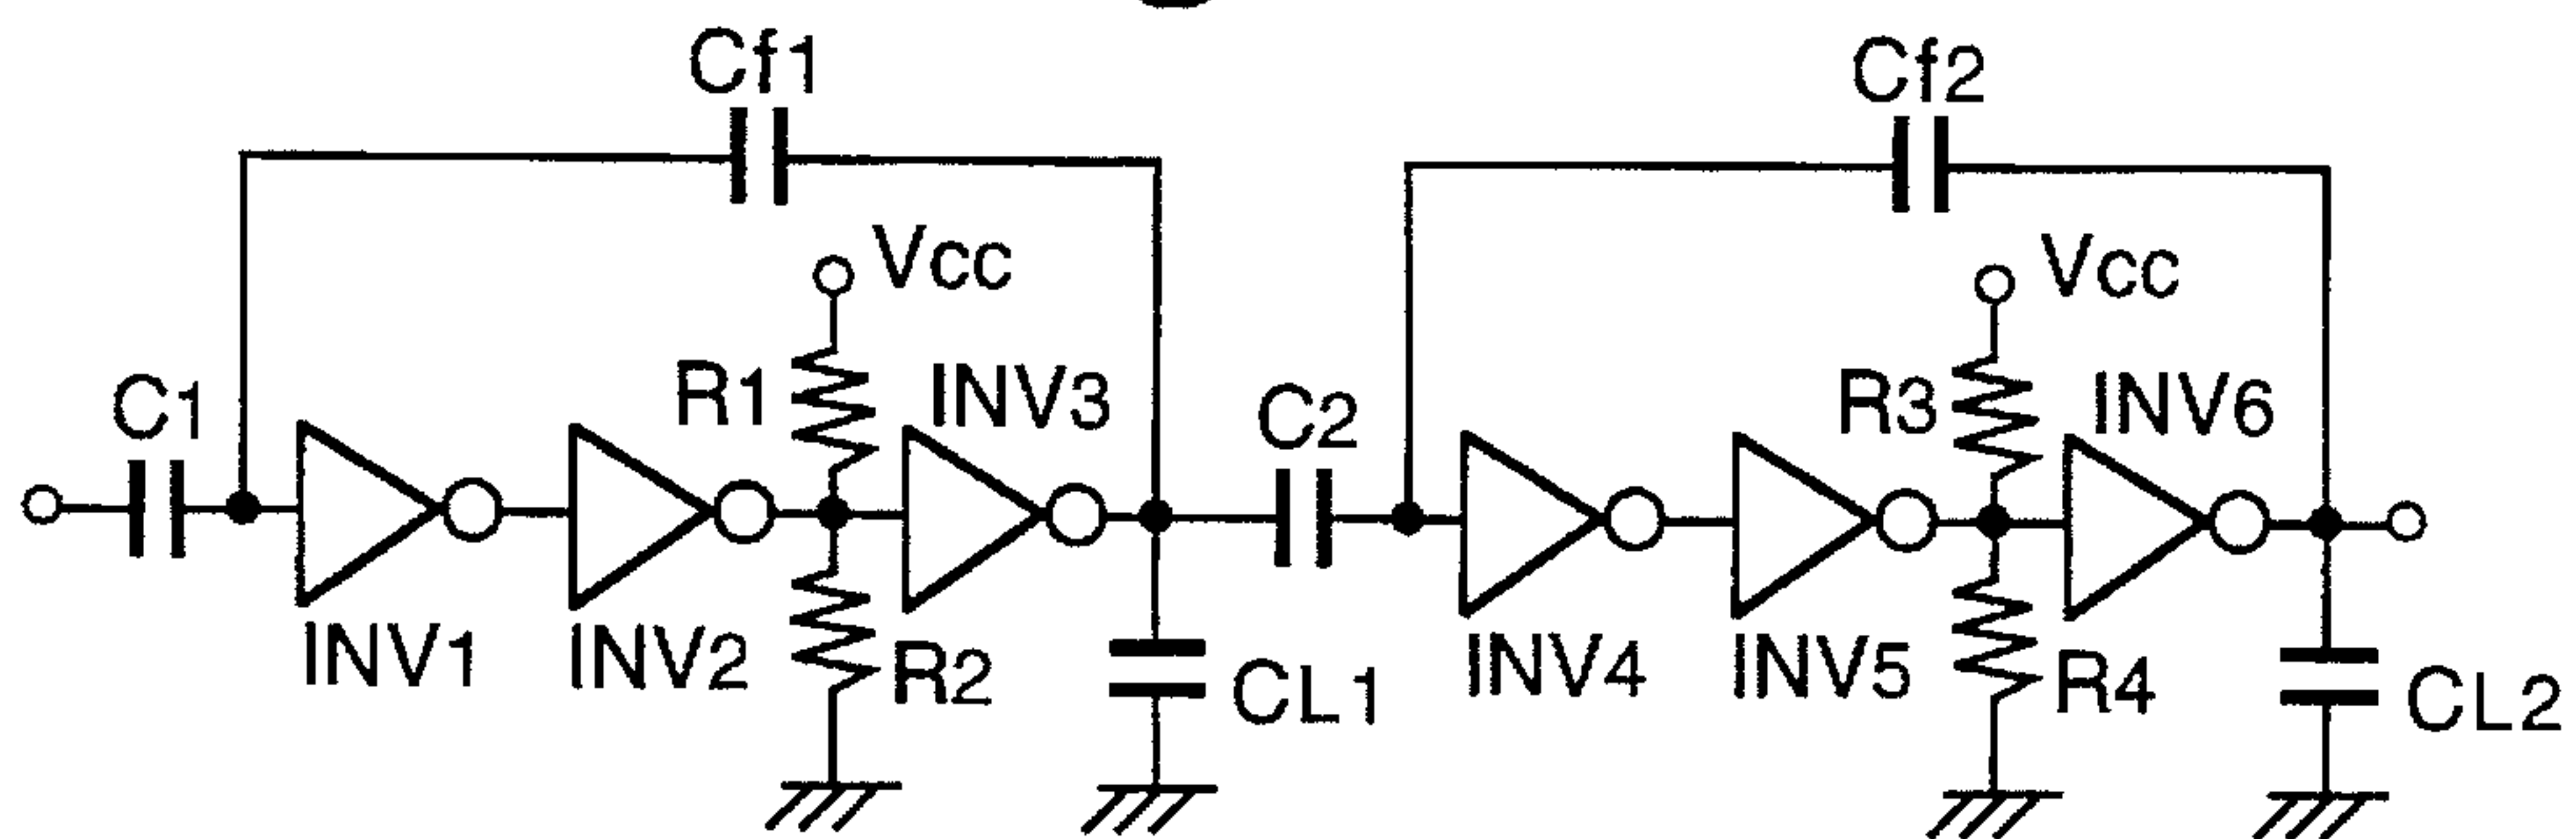 Cf1
Cf2
Vcc
Vcc
C1
R1
INV3
C2
R3
INV6
INV1
INV2
R2
CL1
INV4
INV5
R4
CL2